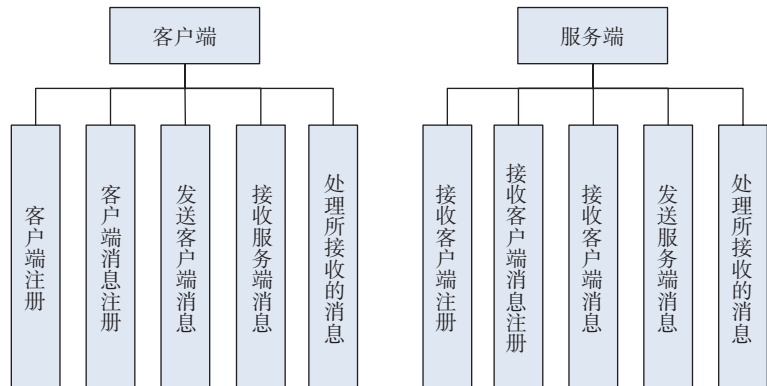 客户端
服务端
客户端注册
客户端消息注册
发送客户端消息
接收服务端消息
处理所接收的消息
接收客户端注册
接收客户端消息注册
接收客户端消息
发送服务端消息
处理所接收的消息